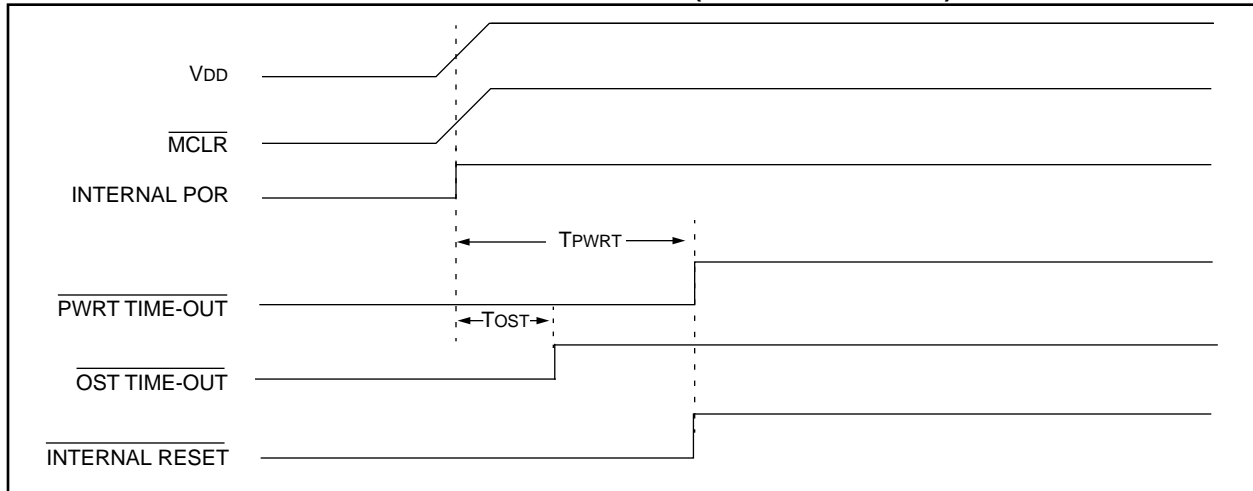 VDD
MCLR
INTERNAL POR
TPWRT
PWRT TIME-OUT
TOST
OST TIME-OUT
INTERNAL RESET